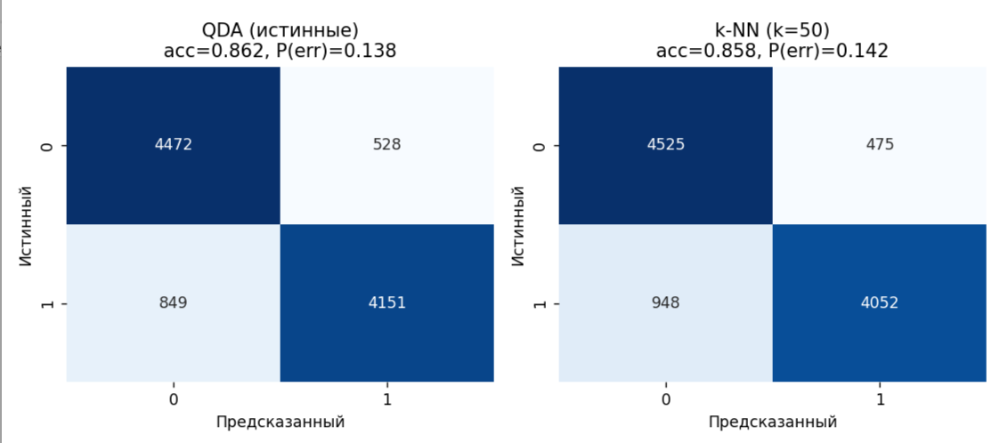 QDA (истинные)
acc=0.862, P(err)=0.138
0
4472
528
1
849
4151
Истинный
0
1
Предсказанный
k-NN (k=50)
acc=0.858, P(err)=0.142
0
4525
475
1
948
4052
Истинный
0
1
Предсказанный